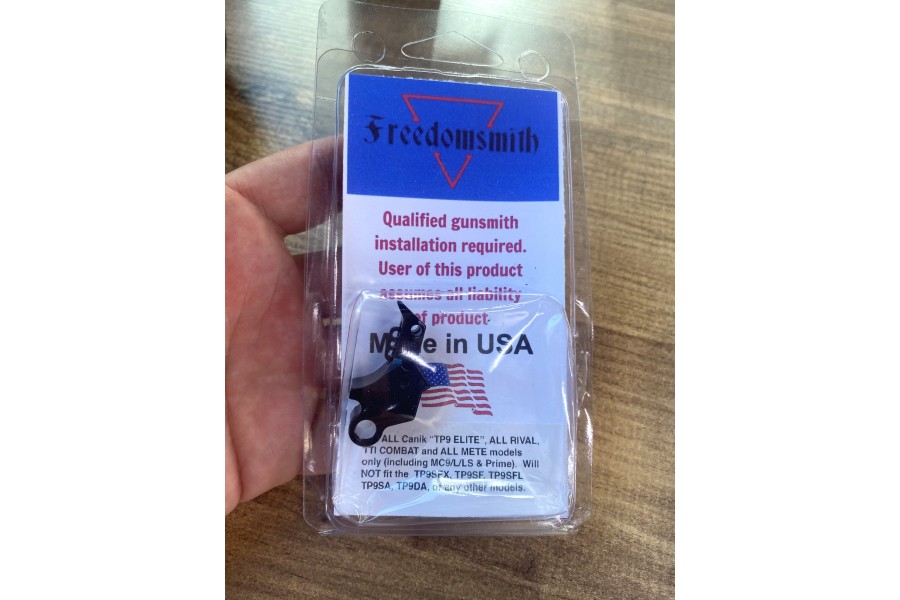 Freedomsmith
Qualified gunsmith
installation required.
User of this product
assumes all liability
of product.
Made in USA
ALL Canik "TP9 ELITE", ALL RIVAL,
TTI COMBAT and ALL METE models
only (including MC9/L/LS & Prime). Will
NOT fit the TP9SFX, TP9SF, TP9SFL
TP9SA, TP9DA, or any other models.